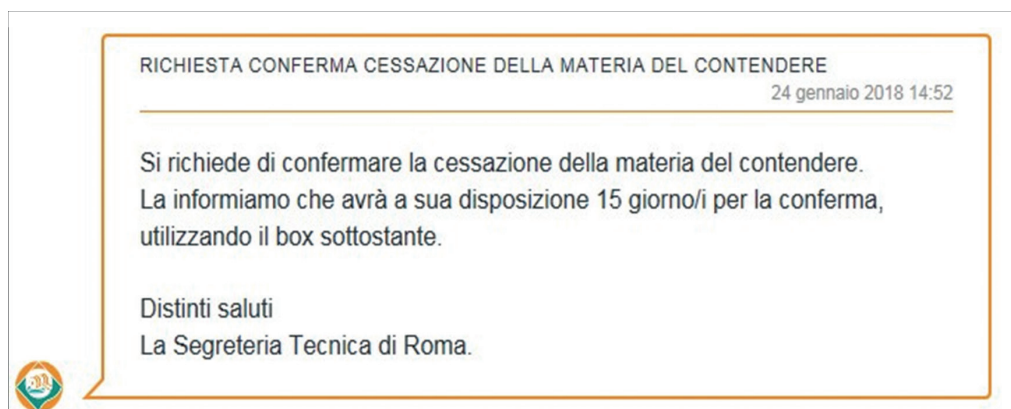 RICHIESTA CONFERMA CESSAZIONE DELLA MATERIA DEL CONTENDERE
24 gennaio 2018 14:52
Si richiede di confermare la cessazione della materia del contendere.
La informiamo che avrà a sua disposizione 15 giorno/i per la conferma,
utilizzando il box sottostante.
Distinti saluti
La Segreteria Tecnica di Roma.